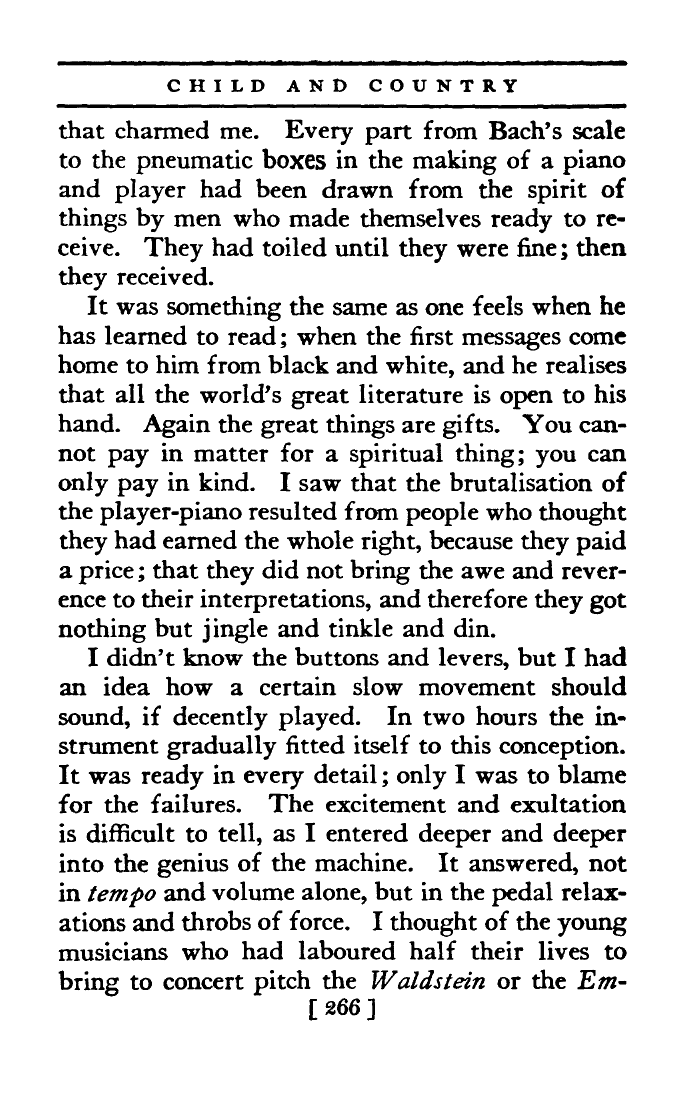 CHILD AND COUNTRY
that charmed me. Every part from Bach's scale
to the pneumatic boxes in the making of a piano
and player had been drawn from the spirit of
things by men who made themselves ready to re-
ceive. They had toiled until they were fine; then
they received.
It was something the same as one feels when he
has learned to read; when the first messages come
home to him from black and white, and he realises
that all the world's great literature is open to his
hand. Again the great things are gifts. You can-
not pay in matter for a spiritual thing; you can
only pay in kind. I saw that the brutalisation of
the player-piano resulted from people who thought
they had earned the whole right, because they paid
a price; that they did not bring the awe and rever-
ence to their interpretations, and therefore they got
nothing but jingle and tinkle and din.
I didn't know the buttons and levers, but I had
an idea how a certain slow movement should
sound, if decently played. In two hours the in-
strument gradually fitted itself to this conception.
It was ready in every detail; only I was to blame
for the failures. The excitement and exultation
is difficult to tell, as I entered deeper and deeper
into the genius of the machine. It answered, not
in tempo and volume alone, but in the pedal relax-
ations and throbs of force. I thought of the young
musicians who had laboured half their lives to
bring to concert pitch the Waldstein or the Em-
[ 266 ]